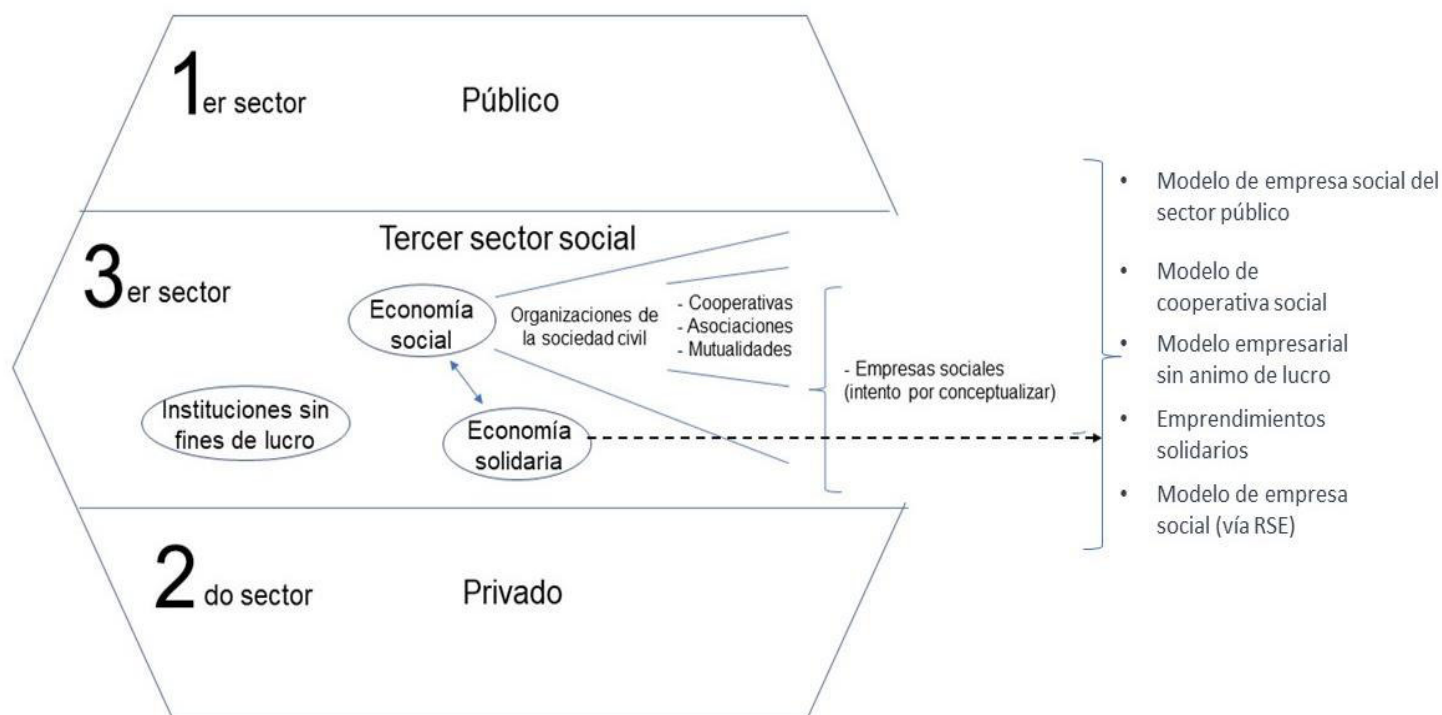 1er sector
Público
Tercer sector social
3er sector
Economía
social
Organizaciones de
la sociedad civil
- Cooperativas
- Asociaciones
- Mutualidades
- Empresas sociales
(intento por conceptualizar)
Instituciones sin
fines de lucro
Economía
solidaria
2 do sector
Privado
• Modelo de empresa social del
sector público
• Modelo de
cooperativa social
• Modelo empresarial
sin animo de lucro
• Emprendimientos
solidarios
• Modelo de empresa
social (vía RSE)